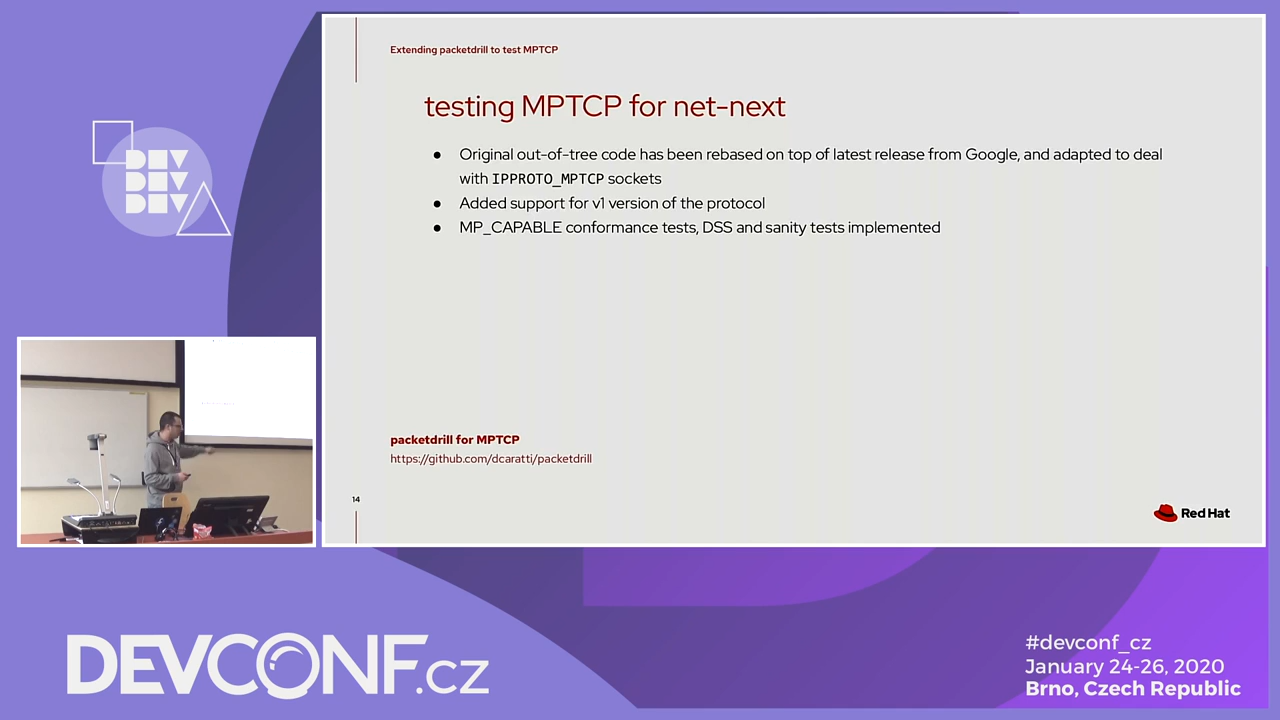 Extending packetdrill to test MPTCP
testing MPTCP for net-next
● Original out-of-tree code has been rebased on top of latest release from Google, and adapted to deal
with IPPROTO_MPTCP sockets
● Added support for v1 version of the protocol
● MP_CAPABLE conformance tests, DSS and sanity tests implemented
packetdrill for MPTCP
https://github.com/dcaratti/packetdrill
14
Red Hat
DEV
DEV
DEV
DEVCONF.cz
#devconf_cz
January 24-26, 2020
Brno, Czech Republic